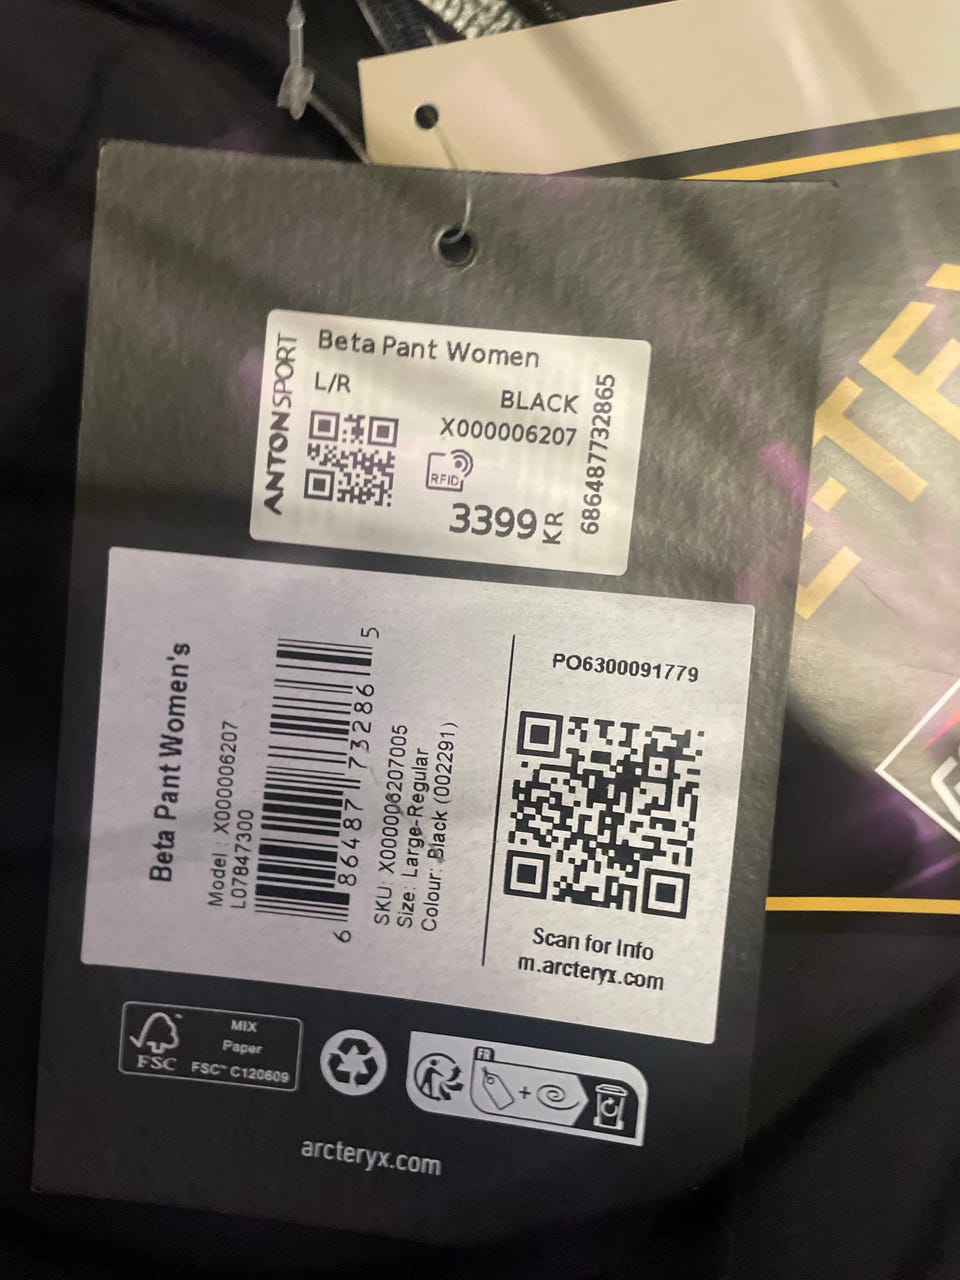 Beta Pant Women
L/R
BLACK
X000006207
RFID
3399 KR
ANTON SPORT
686487732865
Beta Pant Women's
Model : X000006207
L07847300
6 86487 73286 5
SKU: X000006207005
Size: Large-Regular
Colour: Black (002291)
PO6300091779
Scan for Info
m.arcteryx.com
FSC
MIX
Paper
FSC™ C120609
FR
arcteryx.com